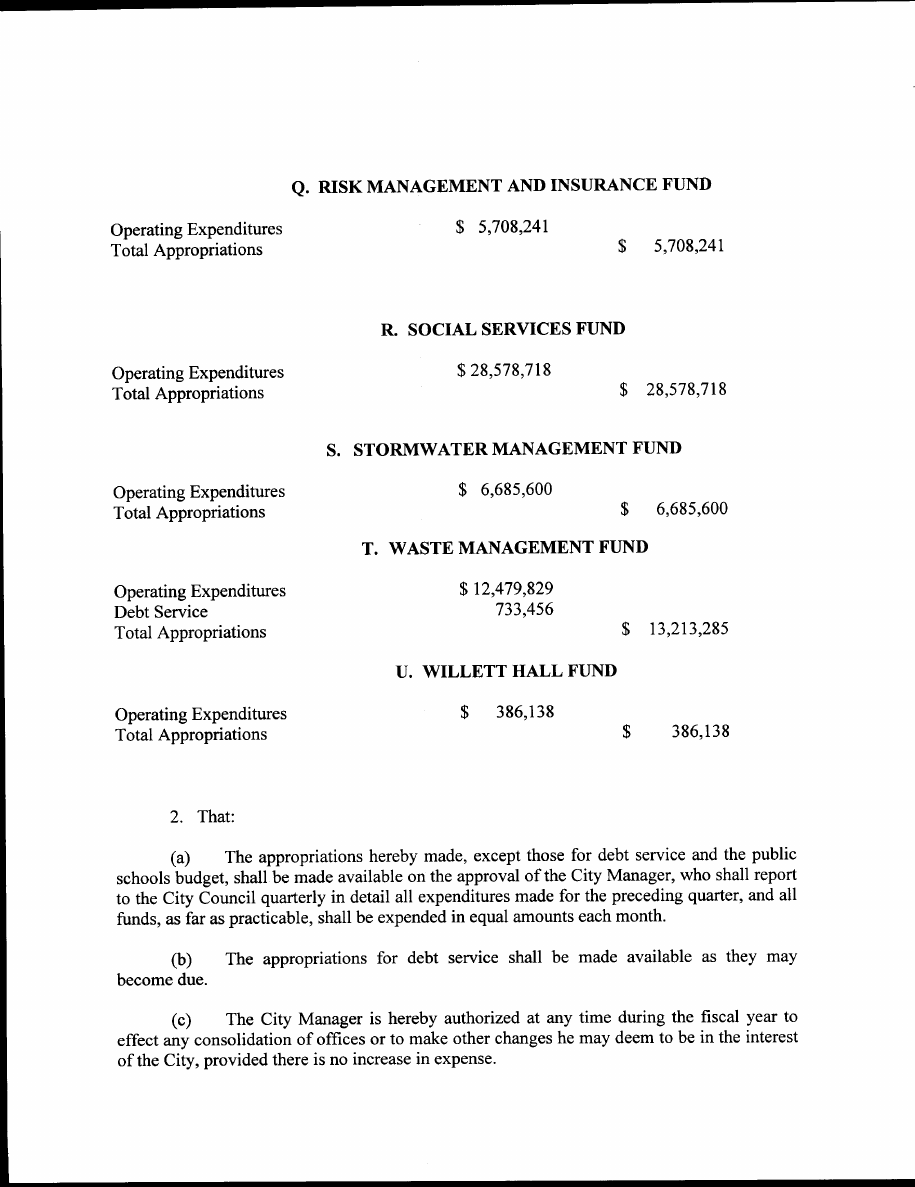 Q. RISK MANAGEMENT AND INSURANCE FUND
Operating Expenditures $ 5,708,241
Total Appropriations $ 5,708,241
R. SOCIAL SERVICES FUND
Operating Expenditures $ 28,578,718
Total Appropriations $ 28,578,718
S. STORMWATER MANAGEMENT FUND
Operating Expenditures $ 6,685,600
Total Appropriations $ 6,685,600
T. WASTE MANAGEMENT FUND
Operating Expenditures $ 12,479,829
Debt Service 733,456
Total Appropriations $ 13,213,285
U. WILLETT HALL FUND
Operating Expenditures $ 386,138
Total Appropriations $ 386,138
2. That:
(a) The appropriations hereby made, except those for debt service and the public
schools budget, shall be made available on the approval of the City Manager, who shall report
to the City Council quarterly in detail all expenditures made for the preceding quarter, and all
funds, as far as practicable, shall be expended in equal amounts each month.
(b) The appropriations for debt service shall be made available as they may
become due.
(c) The City Manager is hereby authorized at any time during the fiscal year to
effect any consolidation of offices or to make other changes he may deem to be in the interest
of the City, provided there is no increase in expense.